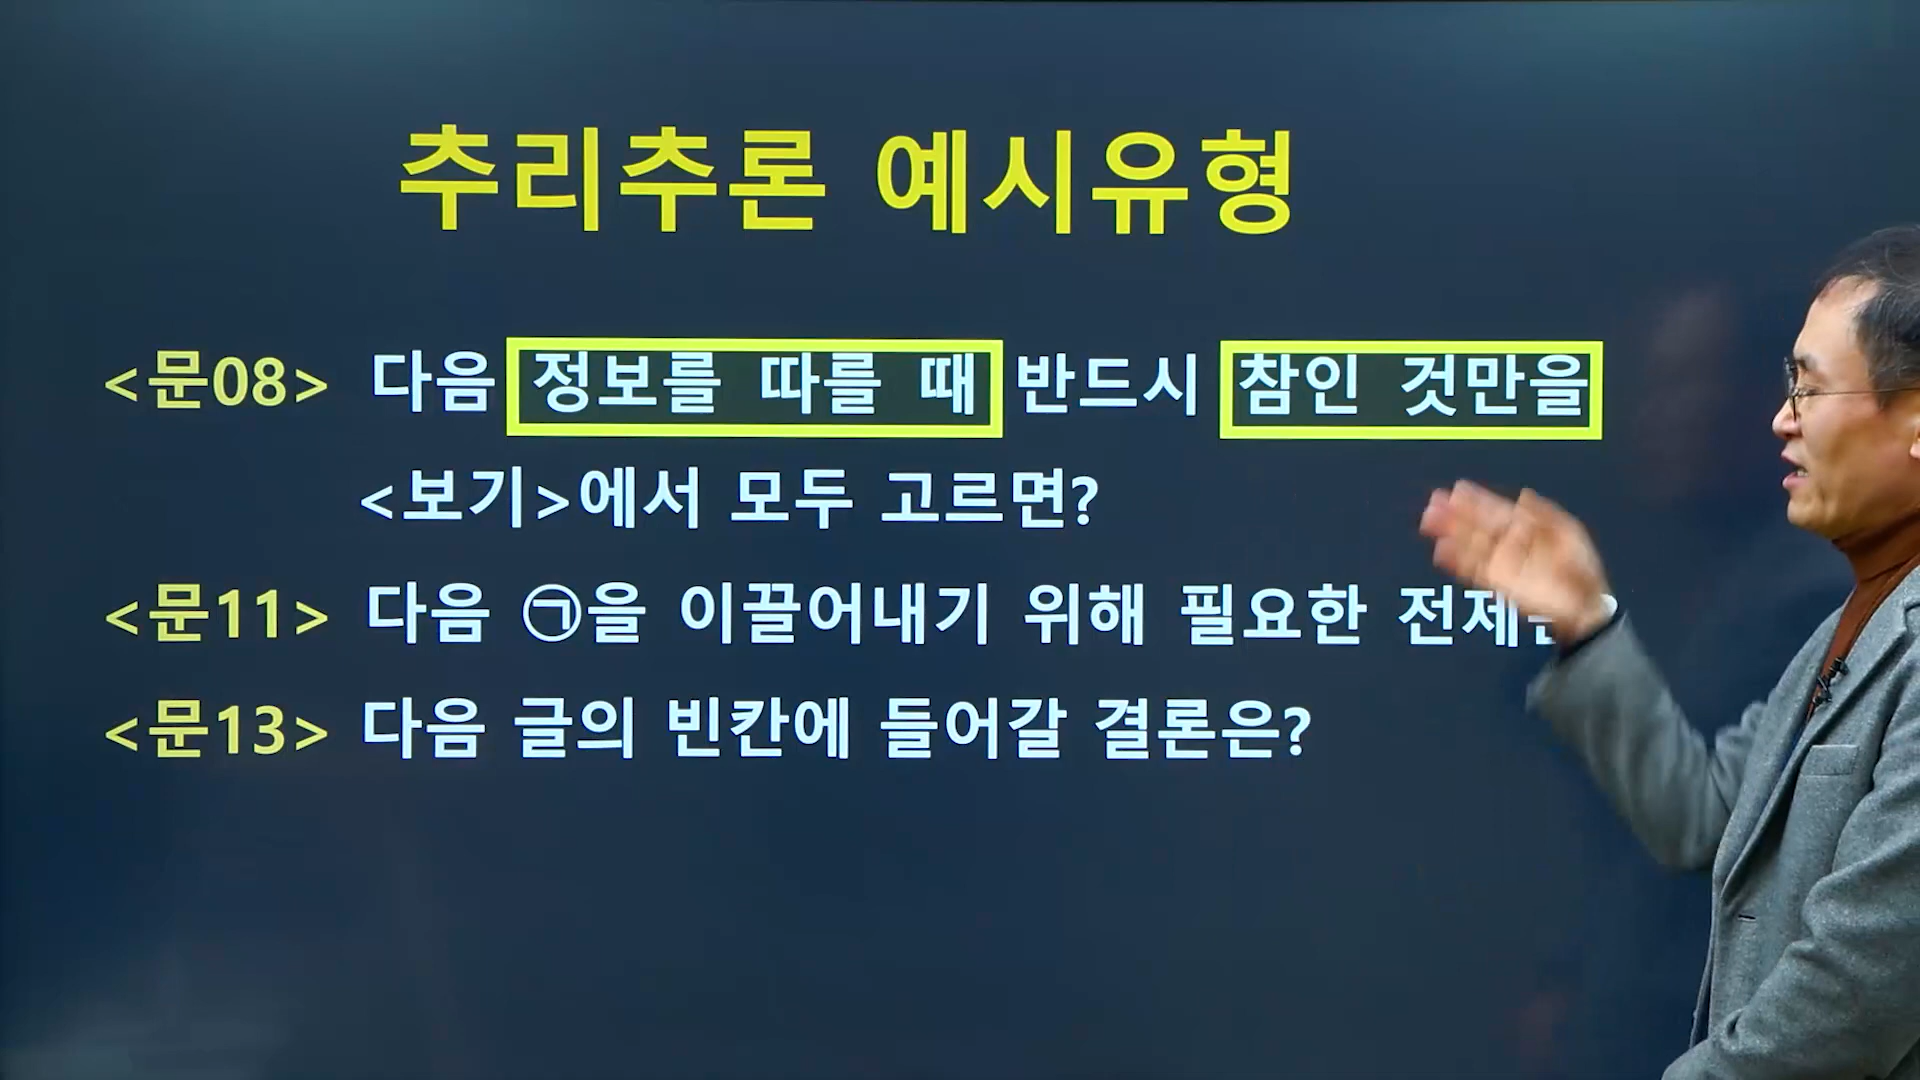 추리추론 예시유형
<문08> 다음 정보를 따를 때 반드시 참인 것만을
<보기>에서 모두 고르면?
<문11> 다음 ㉠을 이끌어내기 위해 필요한
<문13> 다음 글의 빈칸에 들어갈 결론은?